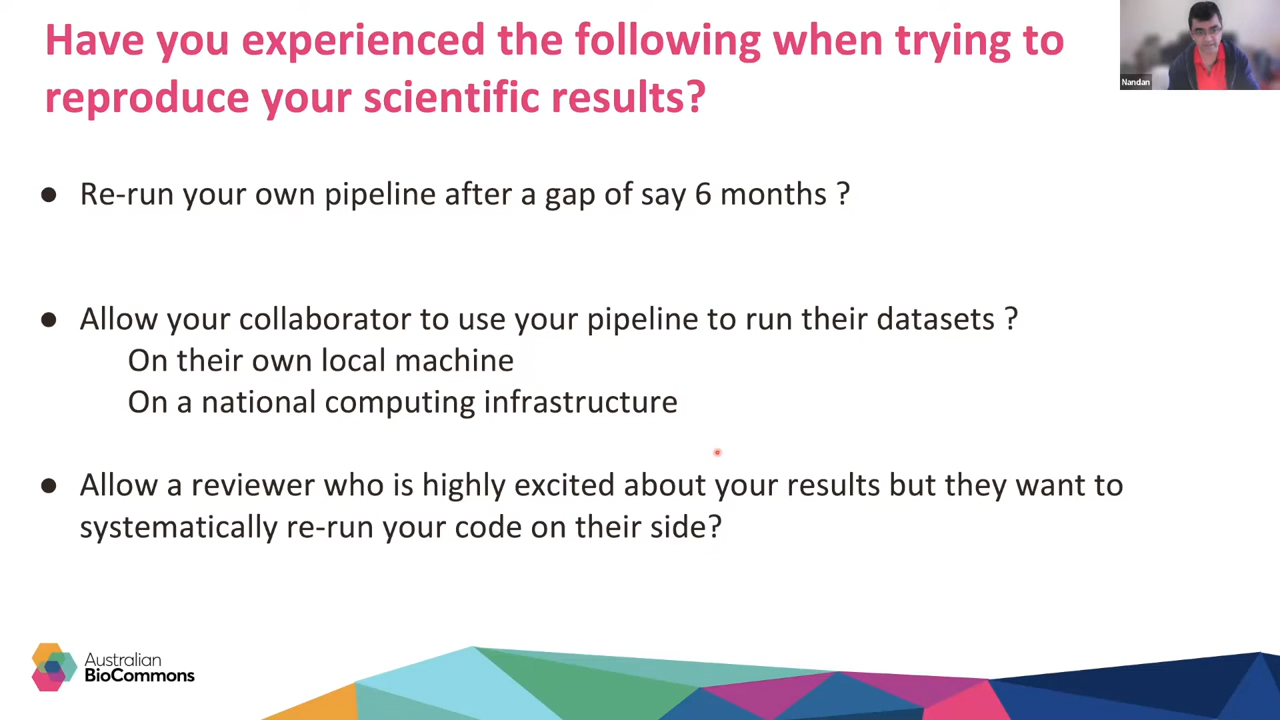 Have you experienced the following when trying to
reproduce your scientific results?
Nandan
● Re-run your own pipeline after a gap of say 6 months ?
● Allow your collaborator to use your pipeline to run their datasets ?
On their own local machine
On a national computing infrastructure
● Allow a reviewer who is highly excited about your results but they want to
systematically re-run your code on their side?
Australian
BioCommons